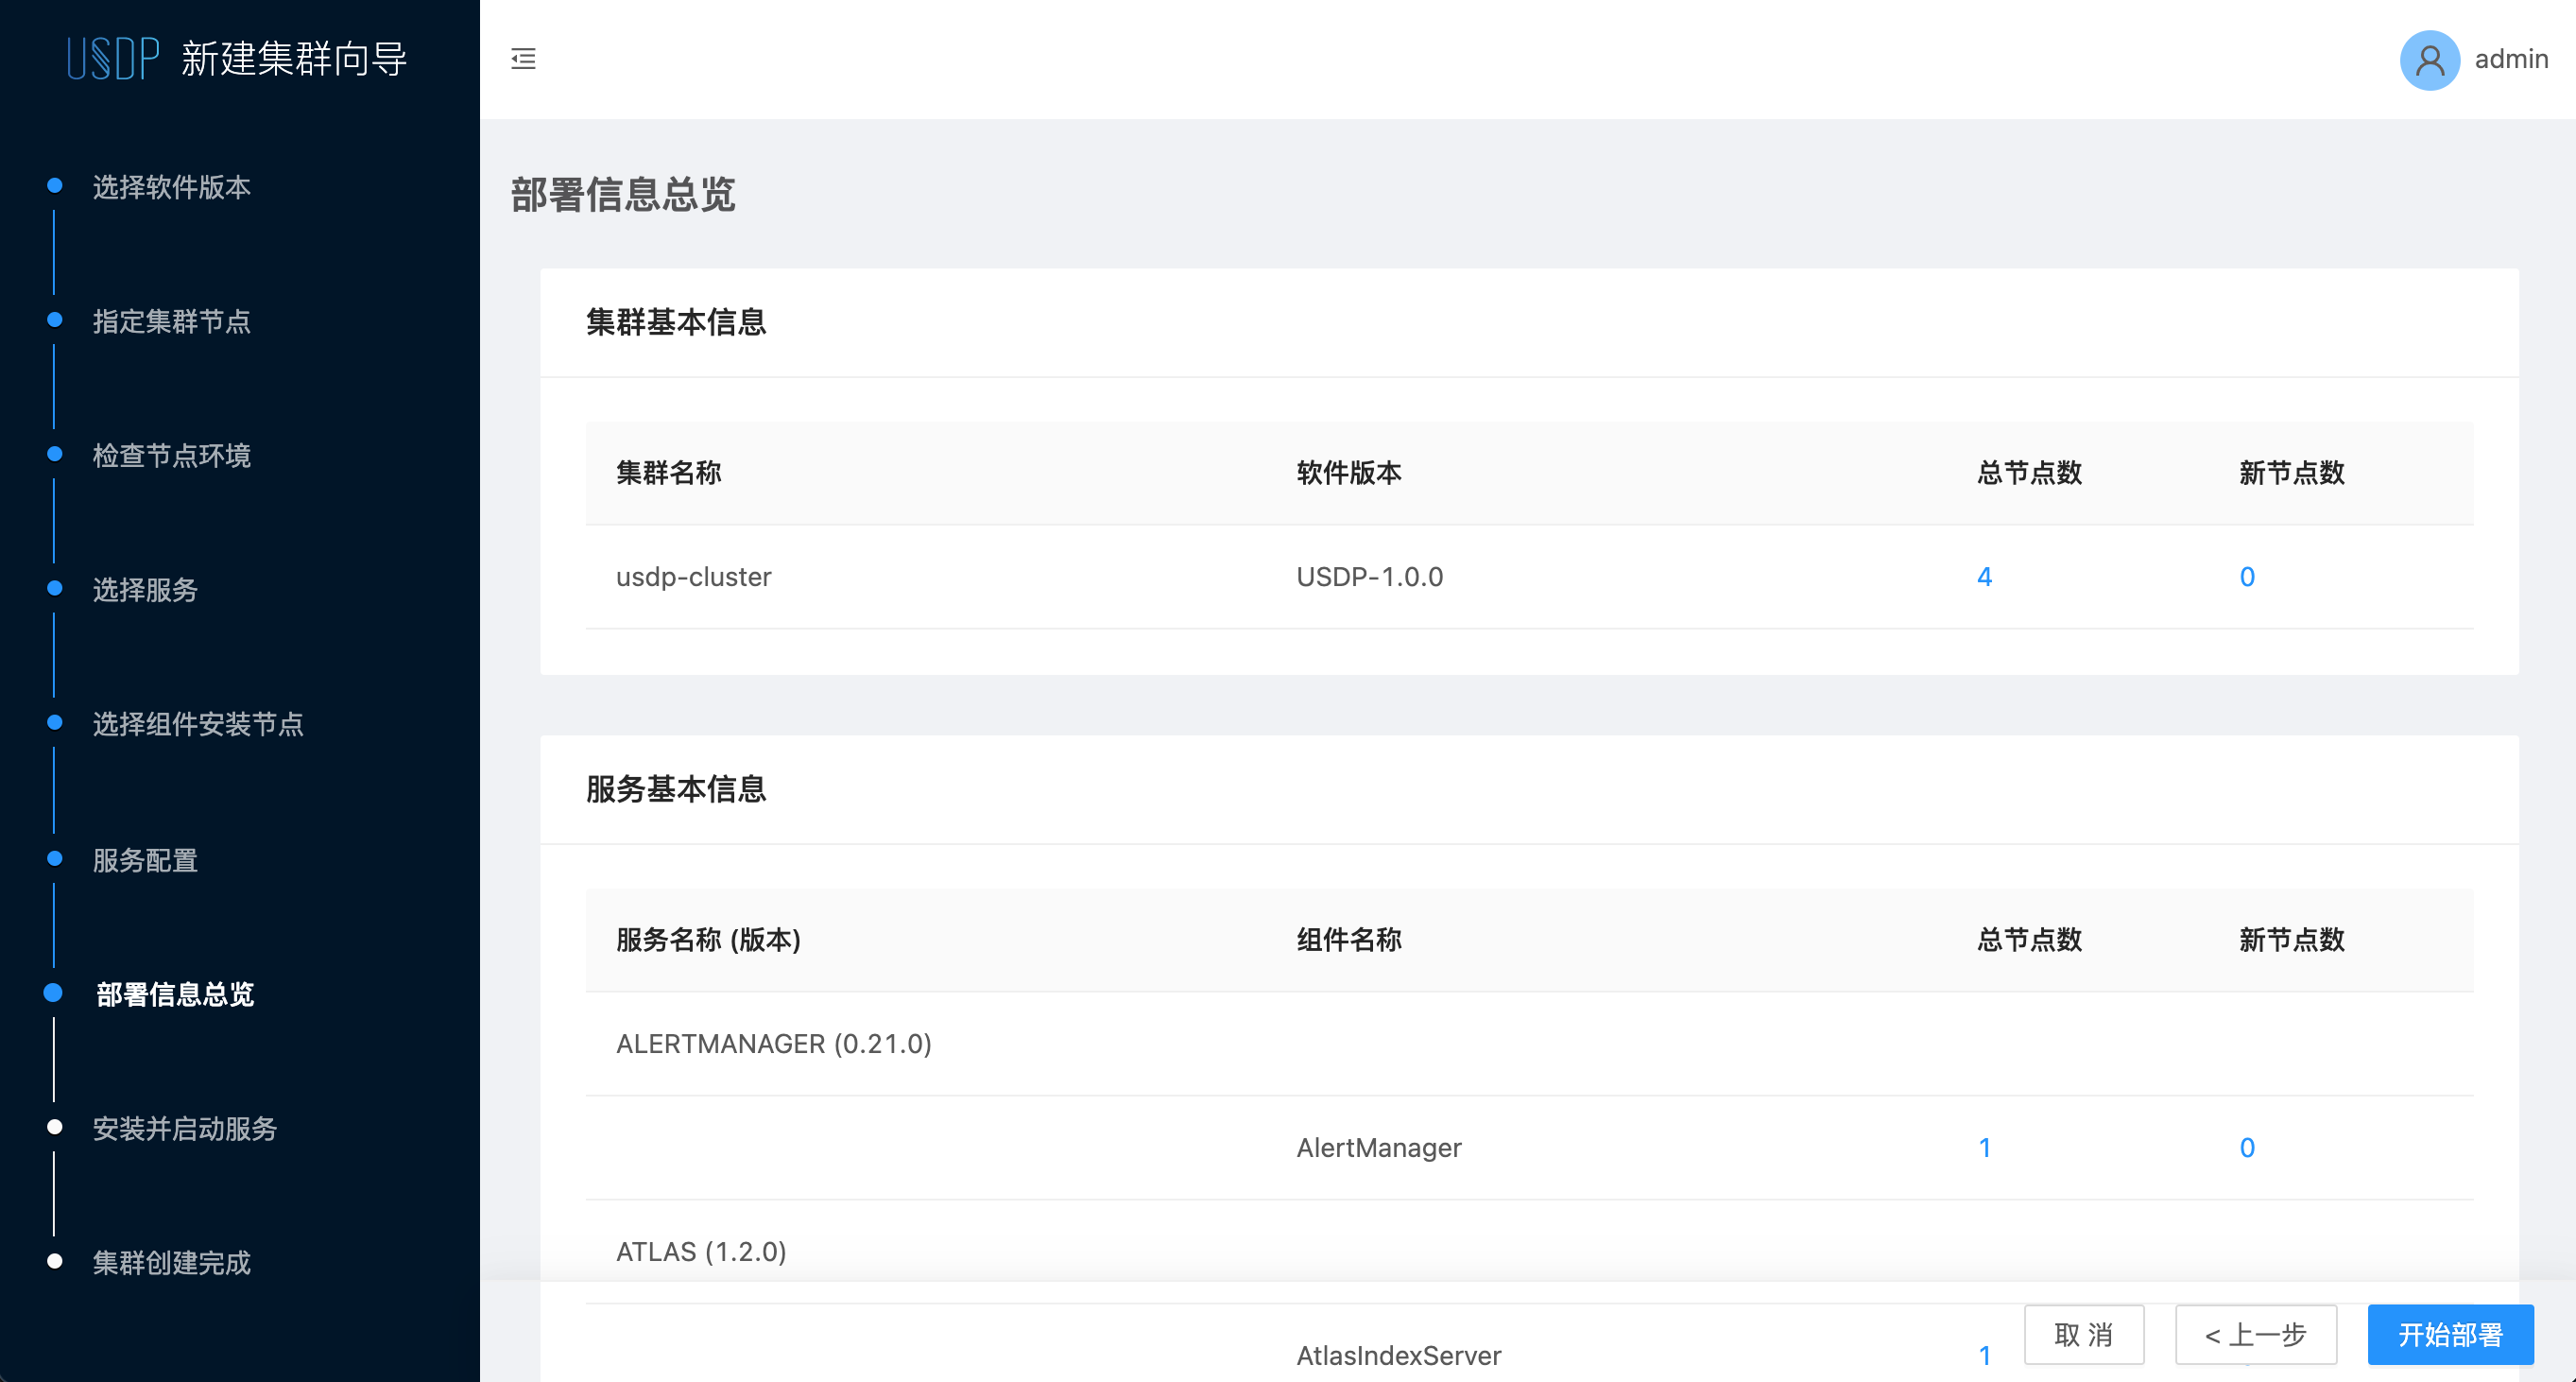 USDP 新建集群向导
admin
选择软件版本
指定集群节点
检查节点环境
选择服务
选择组件安装节点
服务配置
部署信息总览
安装并启动服务
集群创建完成
部署信息总览
集群基本信息
集群名称 软件版本 总节点数 新节点数
usdp-cluster USDP-1.0.0 4 0
服务基本信息
服务名称 (版本) 组件名称 总节点数 新节点数
ALERTMANAGER (0.21.0)
AlertManager 1 0
ATLAS (1.2.0)
AtlasIndexServer 1
取 消 < 上一步 开始部署